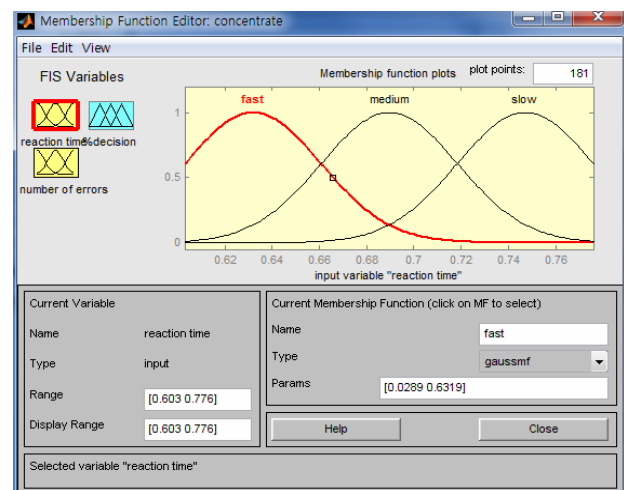 Membership Function Editor: concentrate
File Edit View
FIS Variables
Membership function plots plot points: 181
fast medium slow
reaction time %decision
number of errors
1
0.5
0
0.62 0.64 0.66 0.68 0.7 0.72 0.74 0.76
input variable "reaction time"
Current Variable
Current Membership Function (click on MF to select)
Name reaction time
Name fast
Type input
Type gaussmf
Params [0.0289 0.6319]
Range [0.603 0.776]
Display Range [0.603 0.776]
Help Close
Selected variable "reaction time"